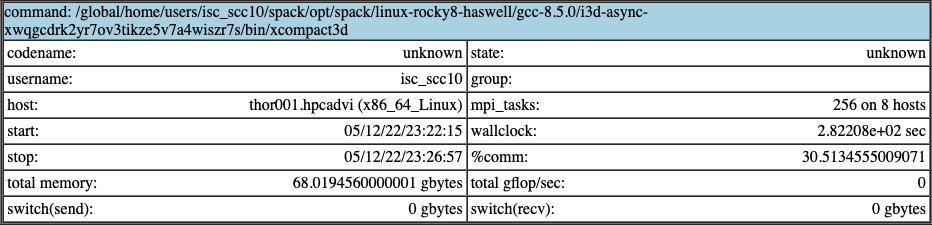 command: /global/home/users/isc_scc10/spack/opt/spack/linux-rocky8-haswell/gcc-8.5.0/i3d-async-
xwqgcdrk2yr7ov3tikze5v7a4wiszr7s/bin/xcompact3d
codename: unknown state: unknown
username: isc_scc10 group:
host: thor001.hpcadvi (x86_64_Linux) mpi_tasks: 256 on 8 hosts
start: 05/12/22/23:22:15 wallclock: 2.82208e+02 sec
stop: 05/12/22/23:26:57 %comm: 30.5134555009071
total memory: 68.0194560000001 gbytes total gflop/sec: 0
switch(send): 0 gbytes switch(recv): 0 gbytes